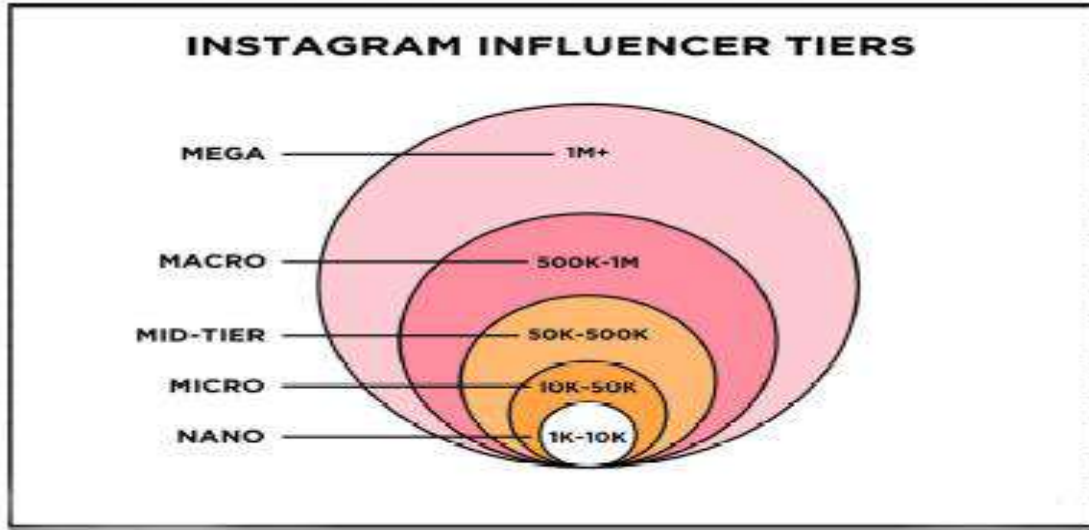 INSTAGRAM INFLUENCER TIERS
MEGA 1M+
MACRO 500K-1M
MID-TIER 50K-500K
MICRO 10K-50K
NANO 1K-10K